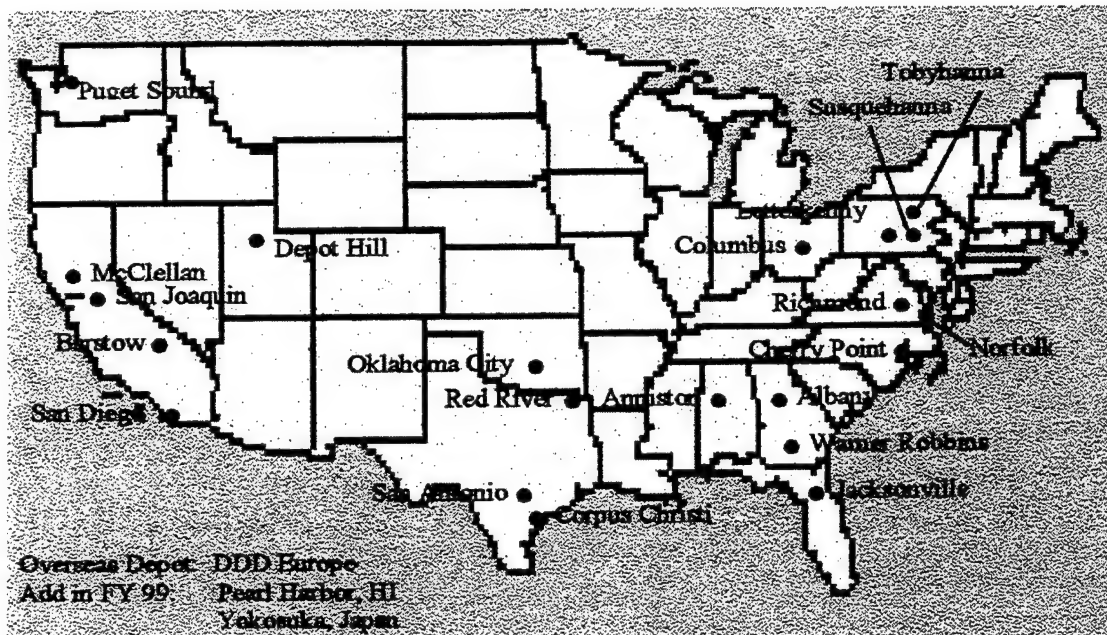 Tobyhanna
Susquehanna
Puget Sound
Letterkenny
Columbus
Depot Hill
McClellan
San Joaquin
Richmond
Barstow
Cherry Point
Norfolk
Oklahoma City
Red River
Anniston
Albany
San Diego
Warner Robbins
San Antonio
Jacksonville
Corpus Christi
Overseas Depot: DDD Europe
Add in FY 99: Pearl Harbor, HI
Yokosuka, Japan